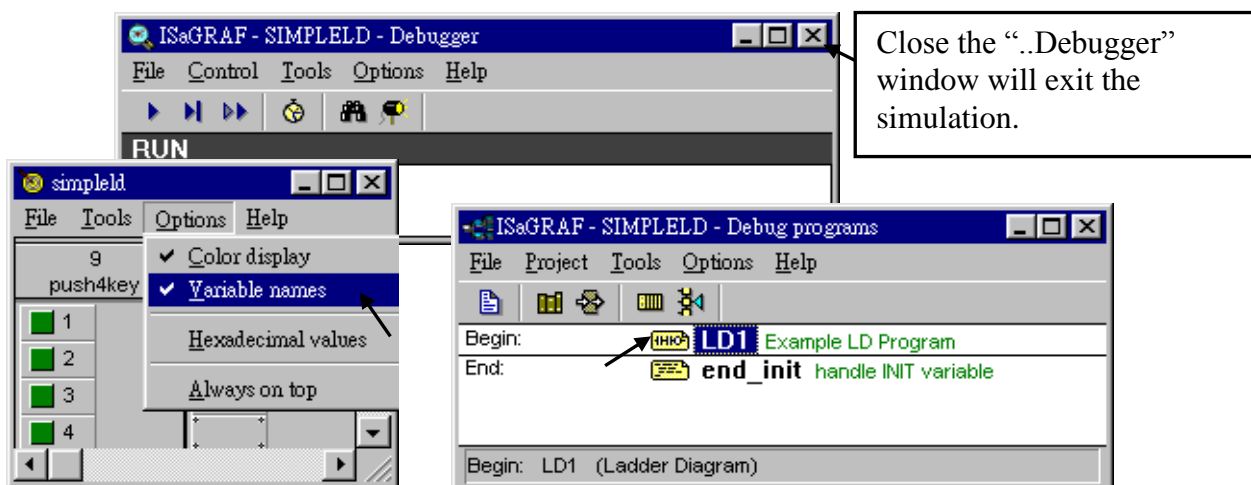 ISaGRAF - SIMPLELD - Debugger
File Control Tools Options Help
RUN
Close the “..Debugger”
window will exit the
simulation.
simpleld
File Tools Options Help
9
push4key
1
2
3
4
Color display
Variable names
Hexadecimal values
Always on top
ISaGRAF - SIMPLELD - Debug programs
File Project Tools Options Help
Begin: LD1 Example LD Program
End: end_init handle INIT variable
Begin: LD1 (Ladder Diagram)